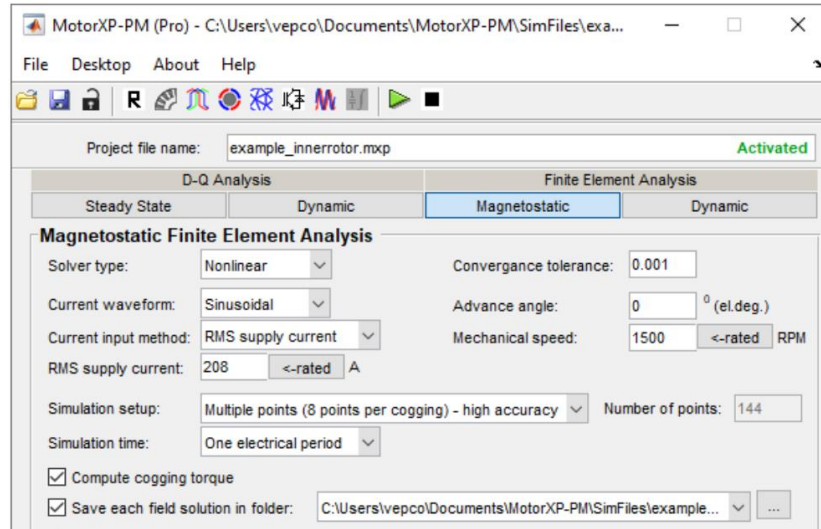 MotorXP-PM (Pro) - C:\Users\vepco\Documents\MotorXP-PM\SimFiles\exa...
File Desktop About Help
R
Project file name: example_innerrotor.mxp Activated
D-Q Analysis Finite Element Analysis
Steady State Dynamic Magnetostatic Dynamic
Magnetostatic Finite Element Analysis
Solver type: Nonlinear Convergance tolerance: 0.001
Current waveform: Sinusoidal Advance angle: 0 0 (el.deg.)
Current input method: RMS supply current Mechanical speed: 1500 <-rated RPM
RMS supply current: 208 <-rated A
Simulation setup: Multiple points (8 points per cogging) - high accuracy Number of points: 144
Simulation time: One electrical period
Compute cogging torque
Save each field solution in folder: C:\Users\vepco\Documents\MotorXP-PM\SimFiles\example... ...